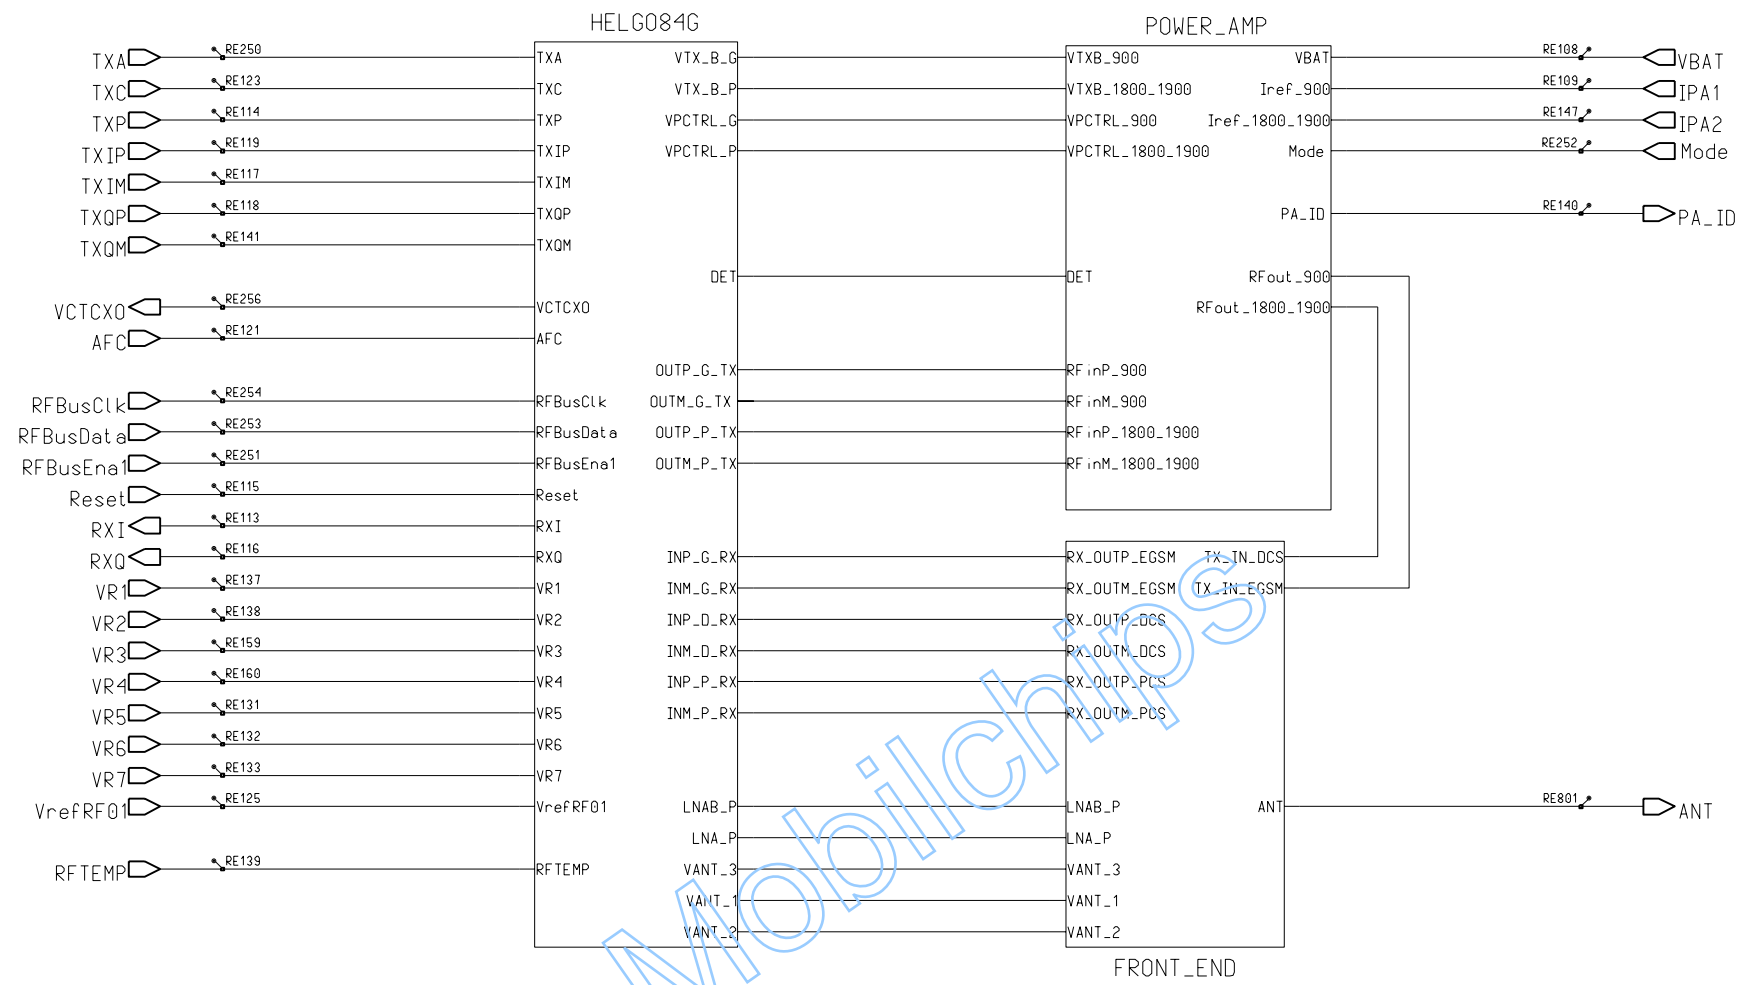 HELGO84G
POWER_AMP
TXA RE250 TXA VTX_B_G VTXB_900 VBAT RE108 VBAT
TXC RE123 TXC VTX_B_P VTXB_1800_1900 Iref_900 RE109 IPA1
TXP RE114 TXP VPCTRL_G VPCTRL_900 Iref_1800_1900 RE147 IPA2
TXIP RE119 TXIP VPCTRL_P VPCTRL_1800_1900 Mode RE252 Mode
TXIM RE117 TXIM
TXQP RE118 TXQP PA_ID RE140 PA_ID
TXQM RE141 TXQM
DET DET RFout_900
VCTCXO RE256 VCTCXO RFout_1800_1900
AFC RE121 AFC
OUTP_G_TX RFinP_900
RFBusClk RE254 RFBusClk OUTM_G_TX RFinM_900
RFBusData RE253 RFBusData OUTP_P_TX RFinP_1800_1900
RFBusEna1 RE251 RFBusEna1 OUTM_P_TX RFinM_1800_1900
Reset RE115 Reset
RXI RE113 RXI
RXQ RE116 RXQ INP_G_RX RX_OUTP_EGSM TX_IN_DCS
VR1 RE137 VR1 INM_G_RX RX_OUTM_EGSM TX_IN_EGSM
VR2 RE138 VR2 INP_D_RX RX_OUTP_DCS
VR3 RE159 VR3 INM_D_RX RX_OUTM_DCS
VR4 RE160 VR4 INP_P_RX RX_OUTP_PCS
VR5 RE131 VR5 INM_P_RX RX_OUTM_PCS
VR6 RE132 VR6
VR7 RE133 VR7
VrefRF01 RE125 VrefRF01 LNAB_P LNAB_P ANT RE801 ANT
LNA_P LNA_P
RFTEMP RE139 RFTEMP VANT_3 VANT_3
VANT_1 VANT_1
VANT_2 VANT_2
FRONT_END
Mobilchips